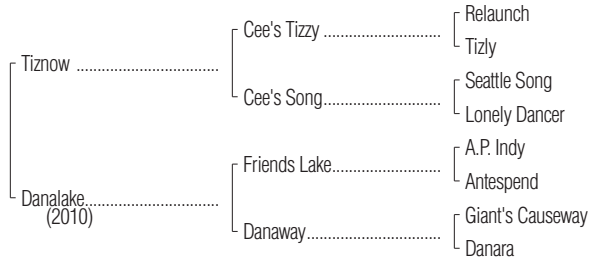 Relaunch
Cee's Tizzy ..............................
Tizly
Tiznow ....................................
Seattle Song
Cee's Song..............................
Lonely Dancer
A.P. Indy
Friends Lake............................
Antespend
Danalake..................................
(2010)
Giant's Causeway
Danaway..................................
Danara